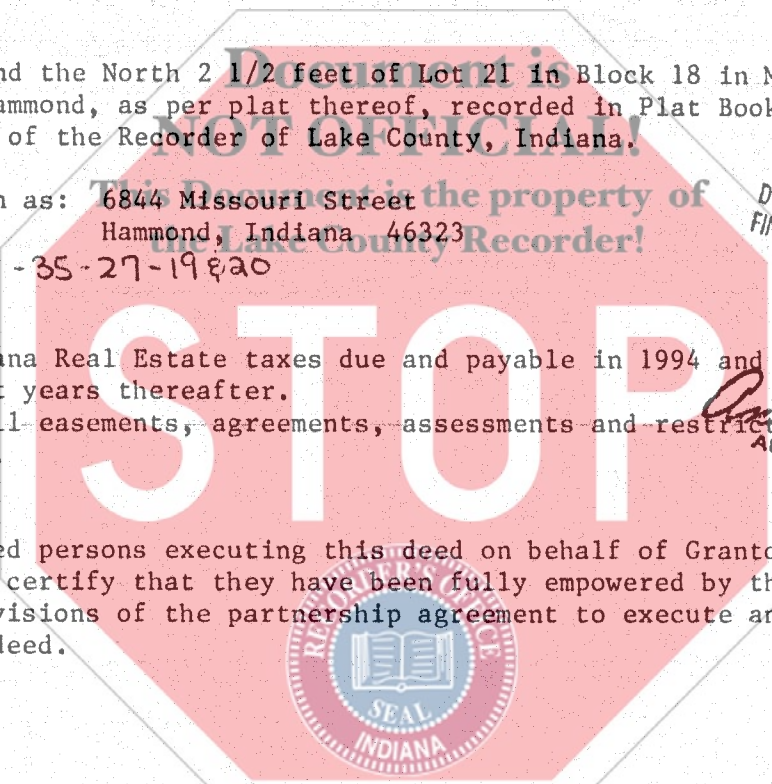 Document is
nd the North 2 1/2 feet of Lot 21 in Block 18 in M
ammond, as per plat thereof, recorded in Plat Book
NOT OFFICIAL!
of the Recorder of Lake County, Indiana.
This Document is the property of
n as: 6844 Missouri Street
Hammond, Indiana 46323
the Lake County Recorder!
-35-27-19&20
STOP
ana Real Estate taxes due and payable in 1994 and
t years thereafter.
ll easements, agreements, assessments and restrict
ed persons executing this deed on behalf of Granto
certify that they have been fully empowered by th
visions of the partnership agreement to execute an
deed.
RECORDER'S OFFICE
SEAL
INDIANA